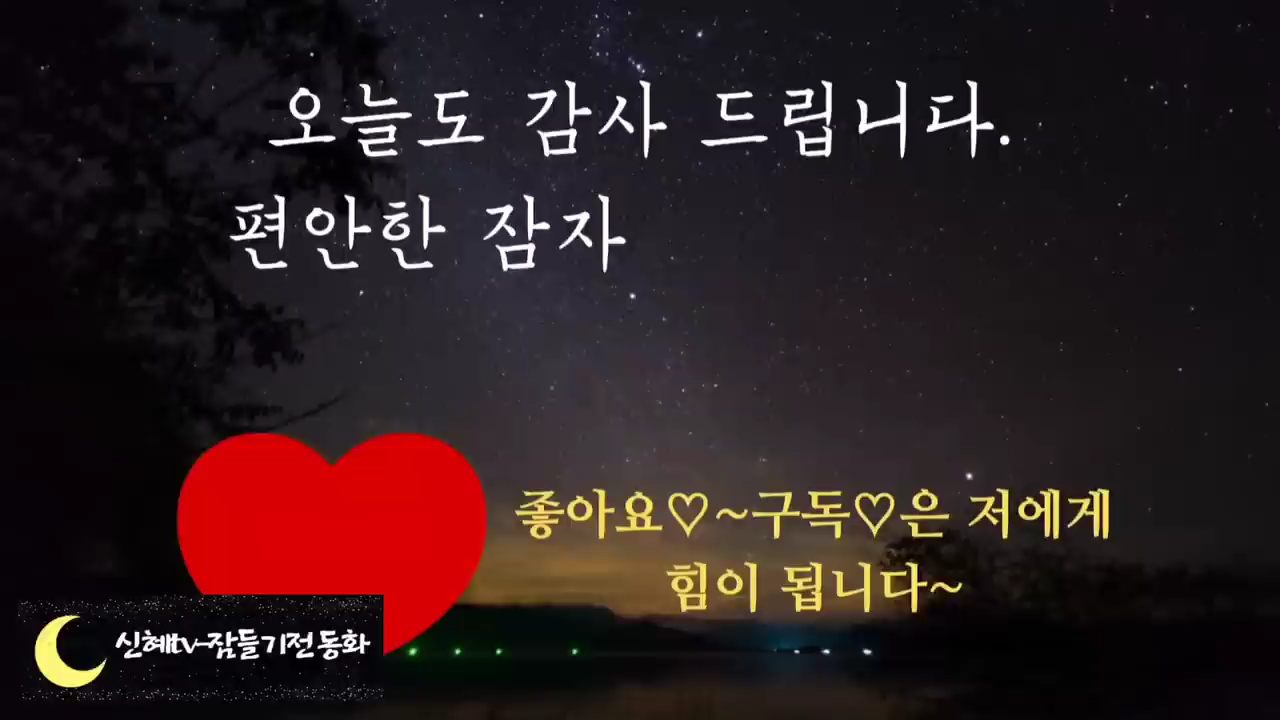 오늘도 감사 드립니다.
편안한 잠자
좋아요♡~구독♡은 저에게
힘이 됩니다~
신혜tv-잠들기전동화